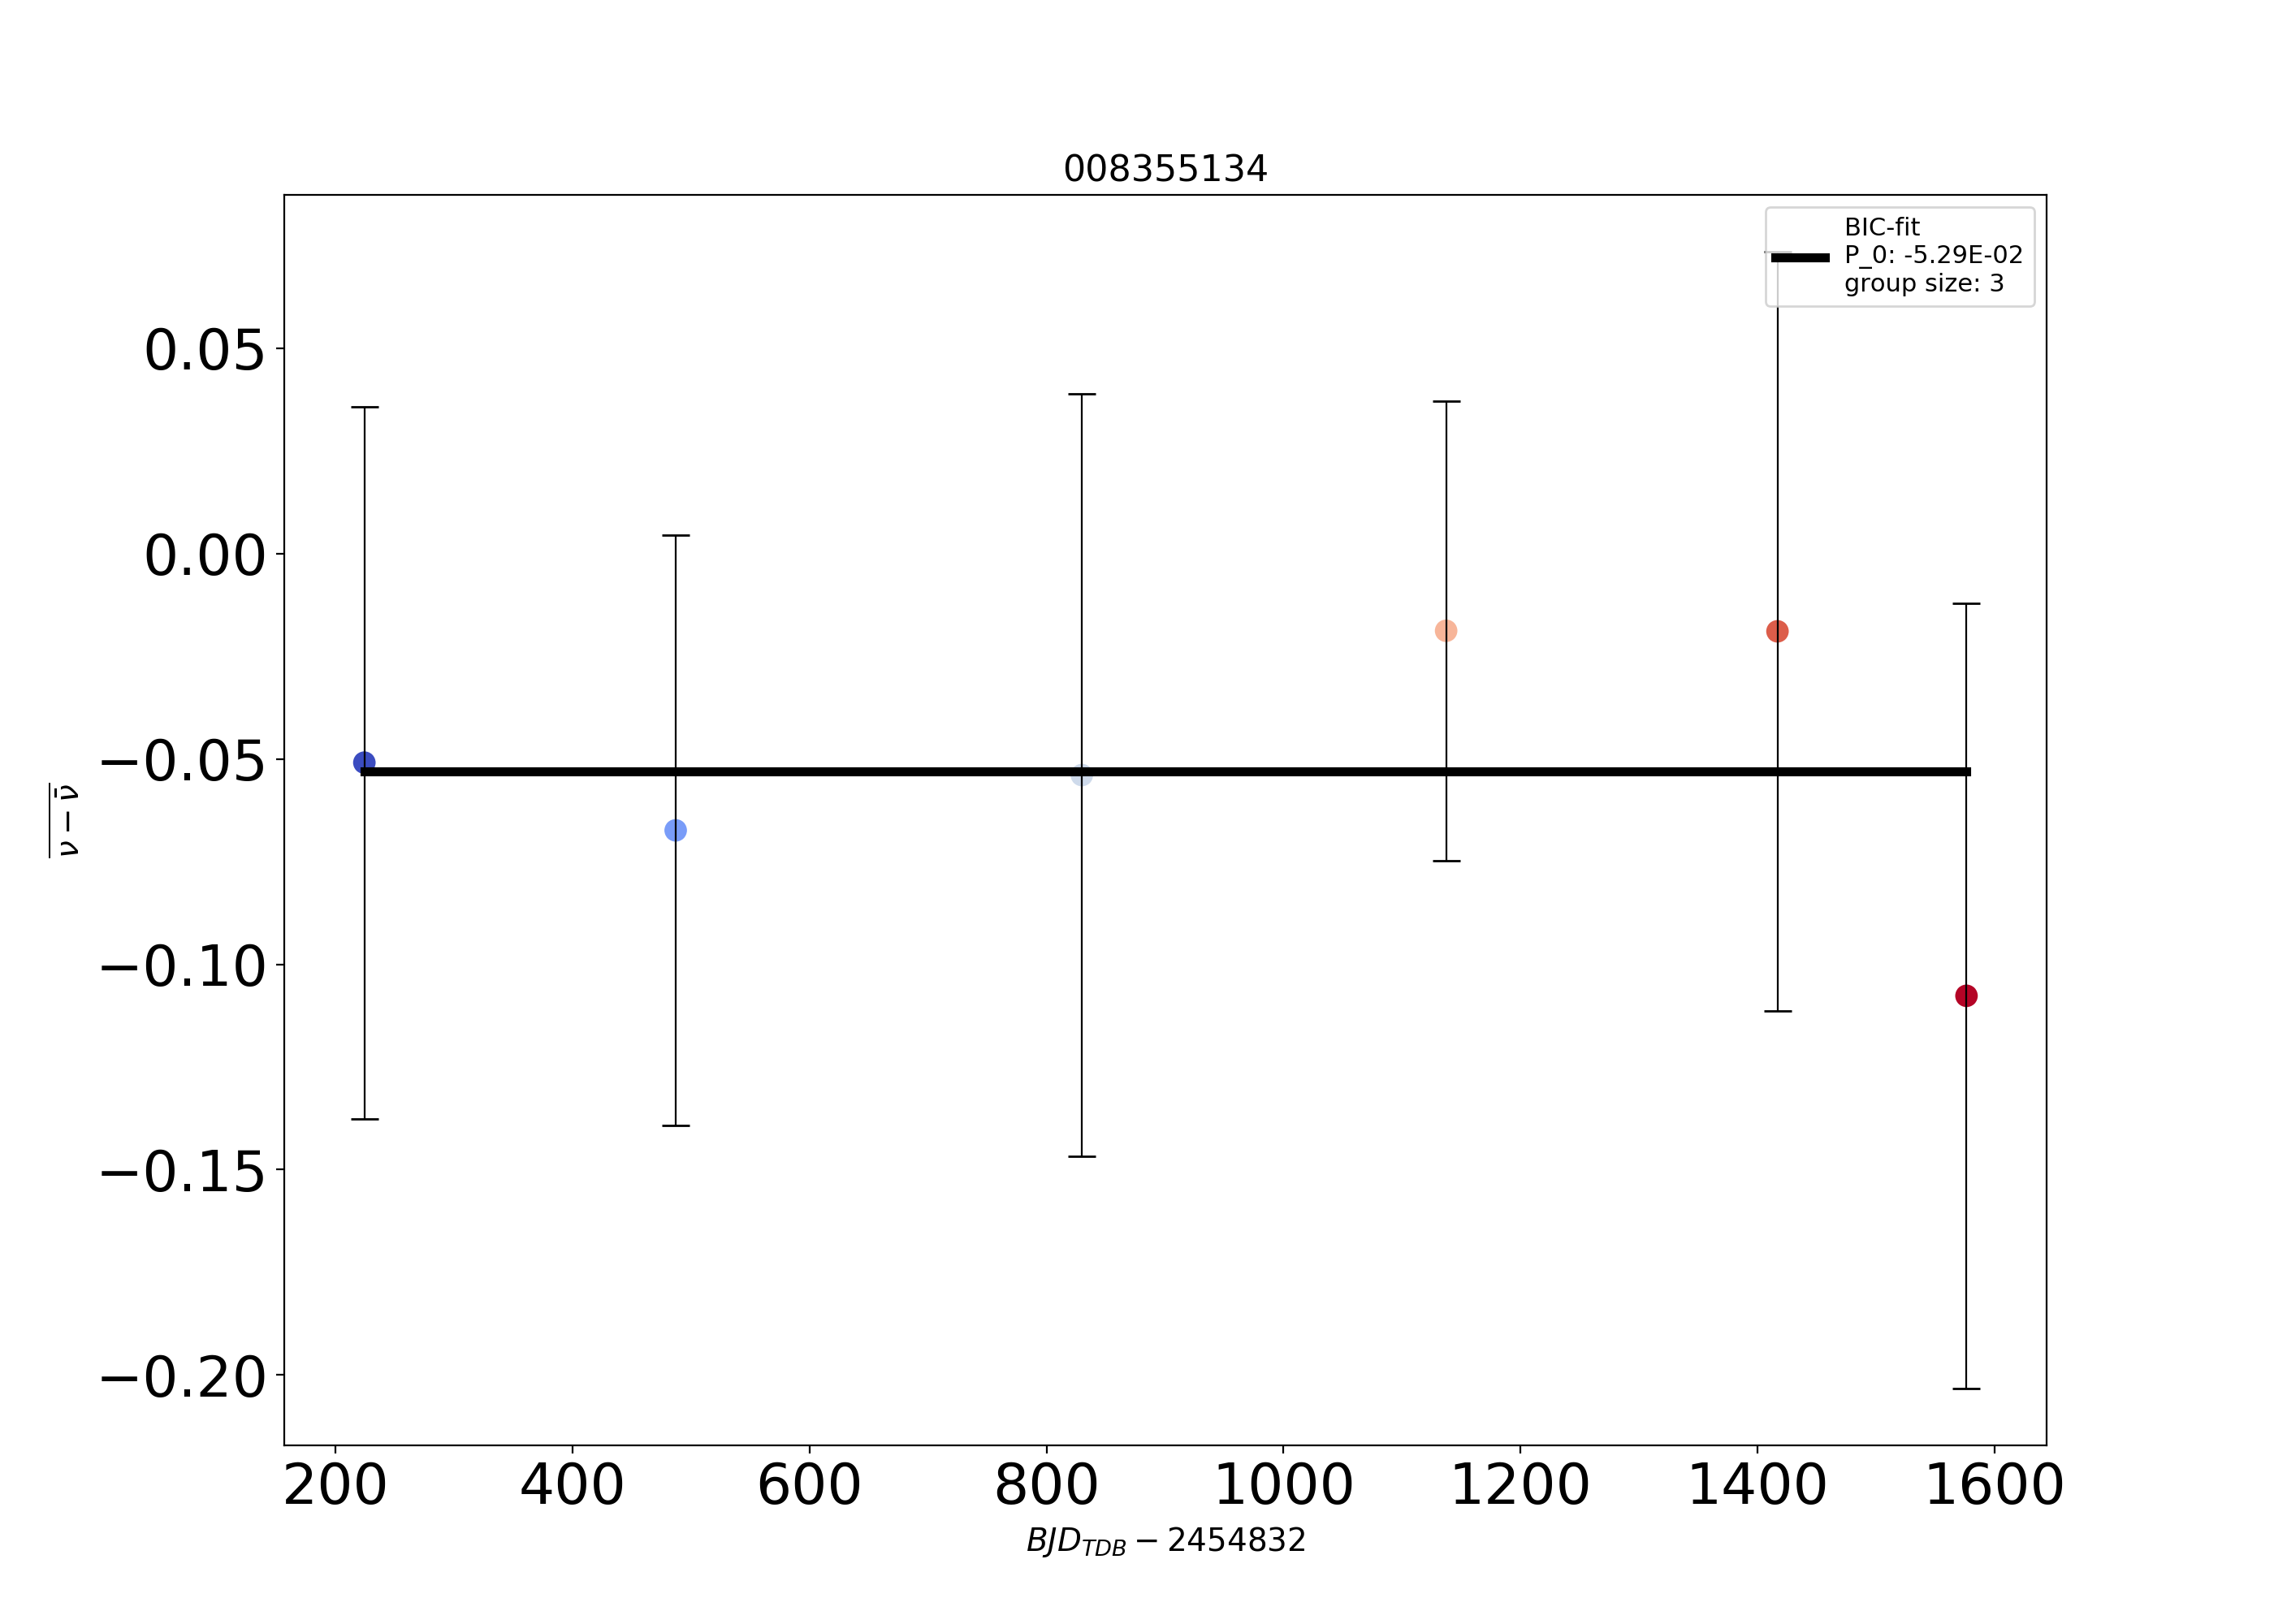 008355134
BIC-fit
P_0: -5.29E-02
group size: 3
0.05
0.00
−0.05
−0.10
−0.15
−0.20
ν − ν̄
200 400 600 800 1000 1200 1400 1600
BJD_TDB − 2454832